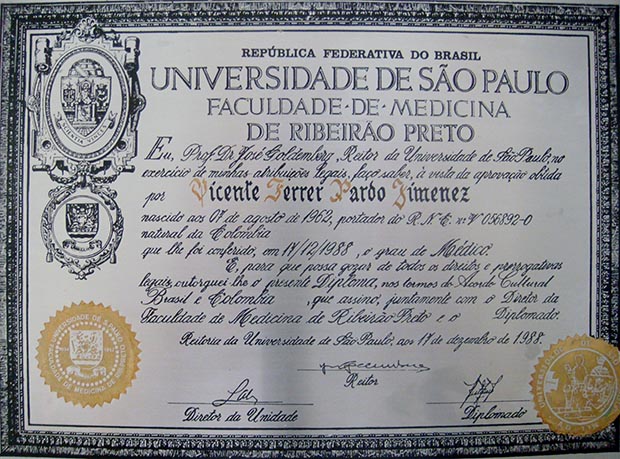 REPÚBLICA FEDERATIVA DO BRASIL
UNIVERSIDADE DE SÃO PAULO
FACULDADE·DE·MEDICINA
DE RIBEIRÃO PRETO
Eu, Prof. Dr. José Goldemberg, Reitor da Universidade de São Paulo, no
exercício de minhas atribuições legais, faço saber, à vista da aprovação obtida
por Vicente Ferrer Pardo Jimenez
nascido aos 07 de agosto de 1962, portador do R.N.E. nº V 056892-0
natural da Colômbia
que lhe foi conferido, em 17/12/1988, o grau de Médico.
E, para que possa gozar de todos os direitos e prerrogativas
legais, outorguei-lhe o presente Diploma, nos termos do Acordo Cultural
Brasil e Colombia, que assino, juntamente com o Diretor da
Faculdade de Medicina de Ribeirão Preto e o Diplomado.
Reitoria da Universidade de São Paulo, aos 17 de dezembro de 1988.
Reitor
Diretor da Unidade
Diplomado